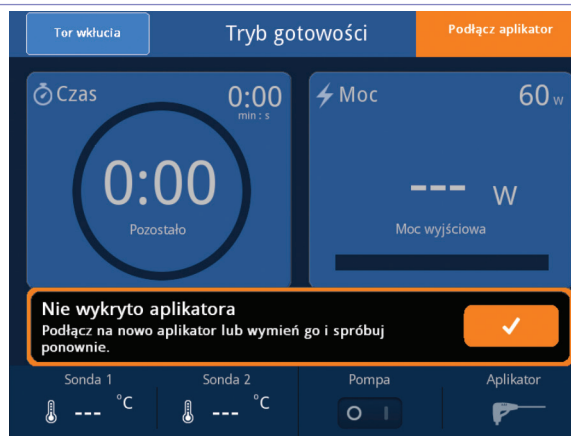 Tor wkłucia
Tryb gotowości
Podłącz aplikator
Czas
0:00
min : s
0:00
Pozostało
Moc
60 w
--- W
Moc wyjściowa
Nie wykryto aplikatora
Podłącz na nowo aplikator lub wymień go i spróbuj
ponownie.
Sonda 1
--- °C
Sonda 2
--- °C
Pompa
Aplikator